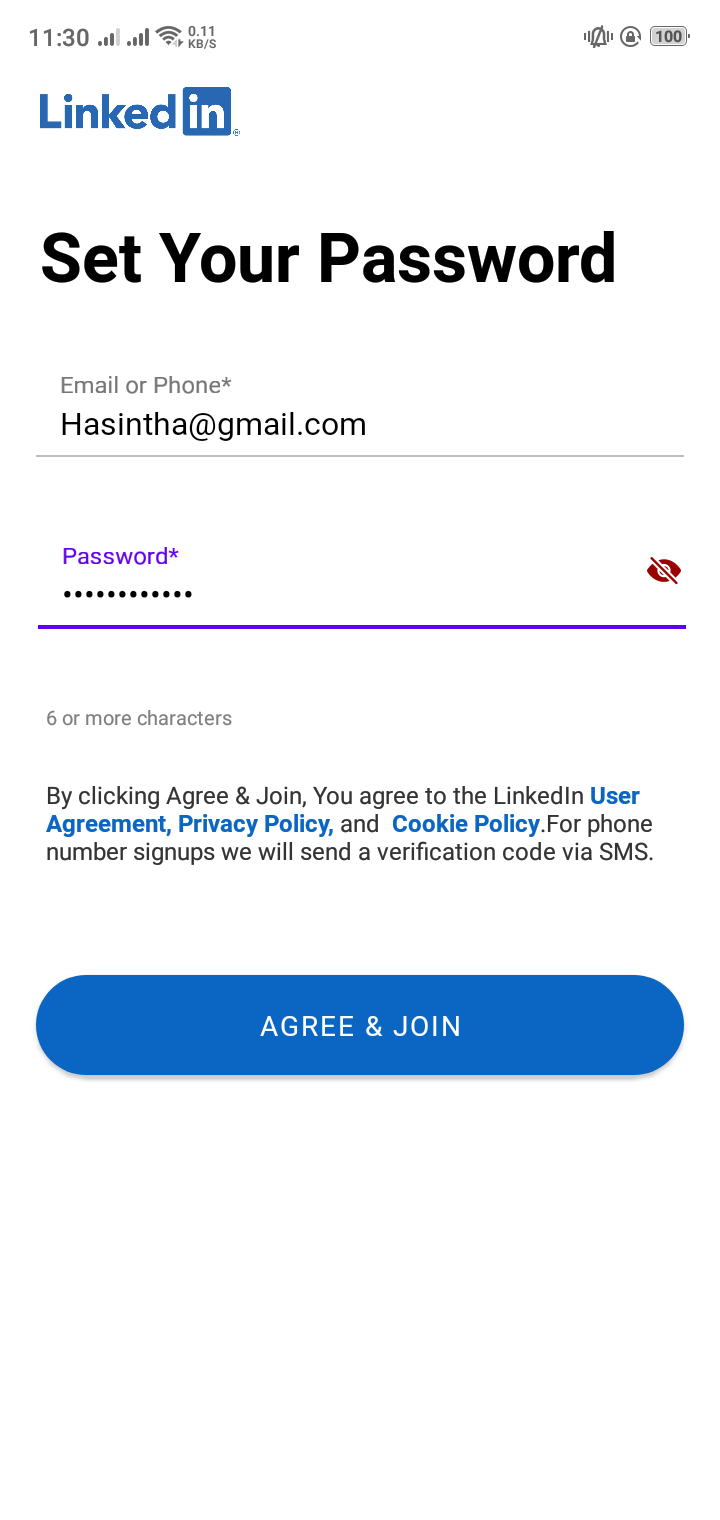 11:30 0.11 KB/S 100
Linked in
Set Your Password
Email or Phone*
Hasintha@gmail.com
Password*
••••••••••••
6 or more characters
By clicking Agree & Join, You agree to the LinkedIn User
Agreement, Privacy Policy, and Cookie Policy.For phone
number signups we will send a verification code via SMS.
AGREE & JOIN